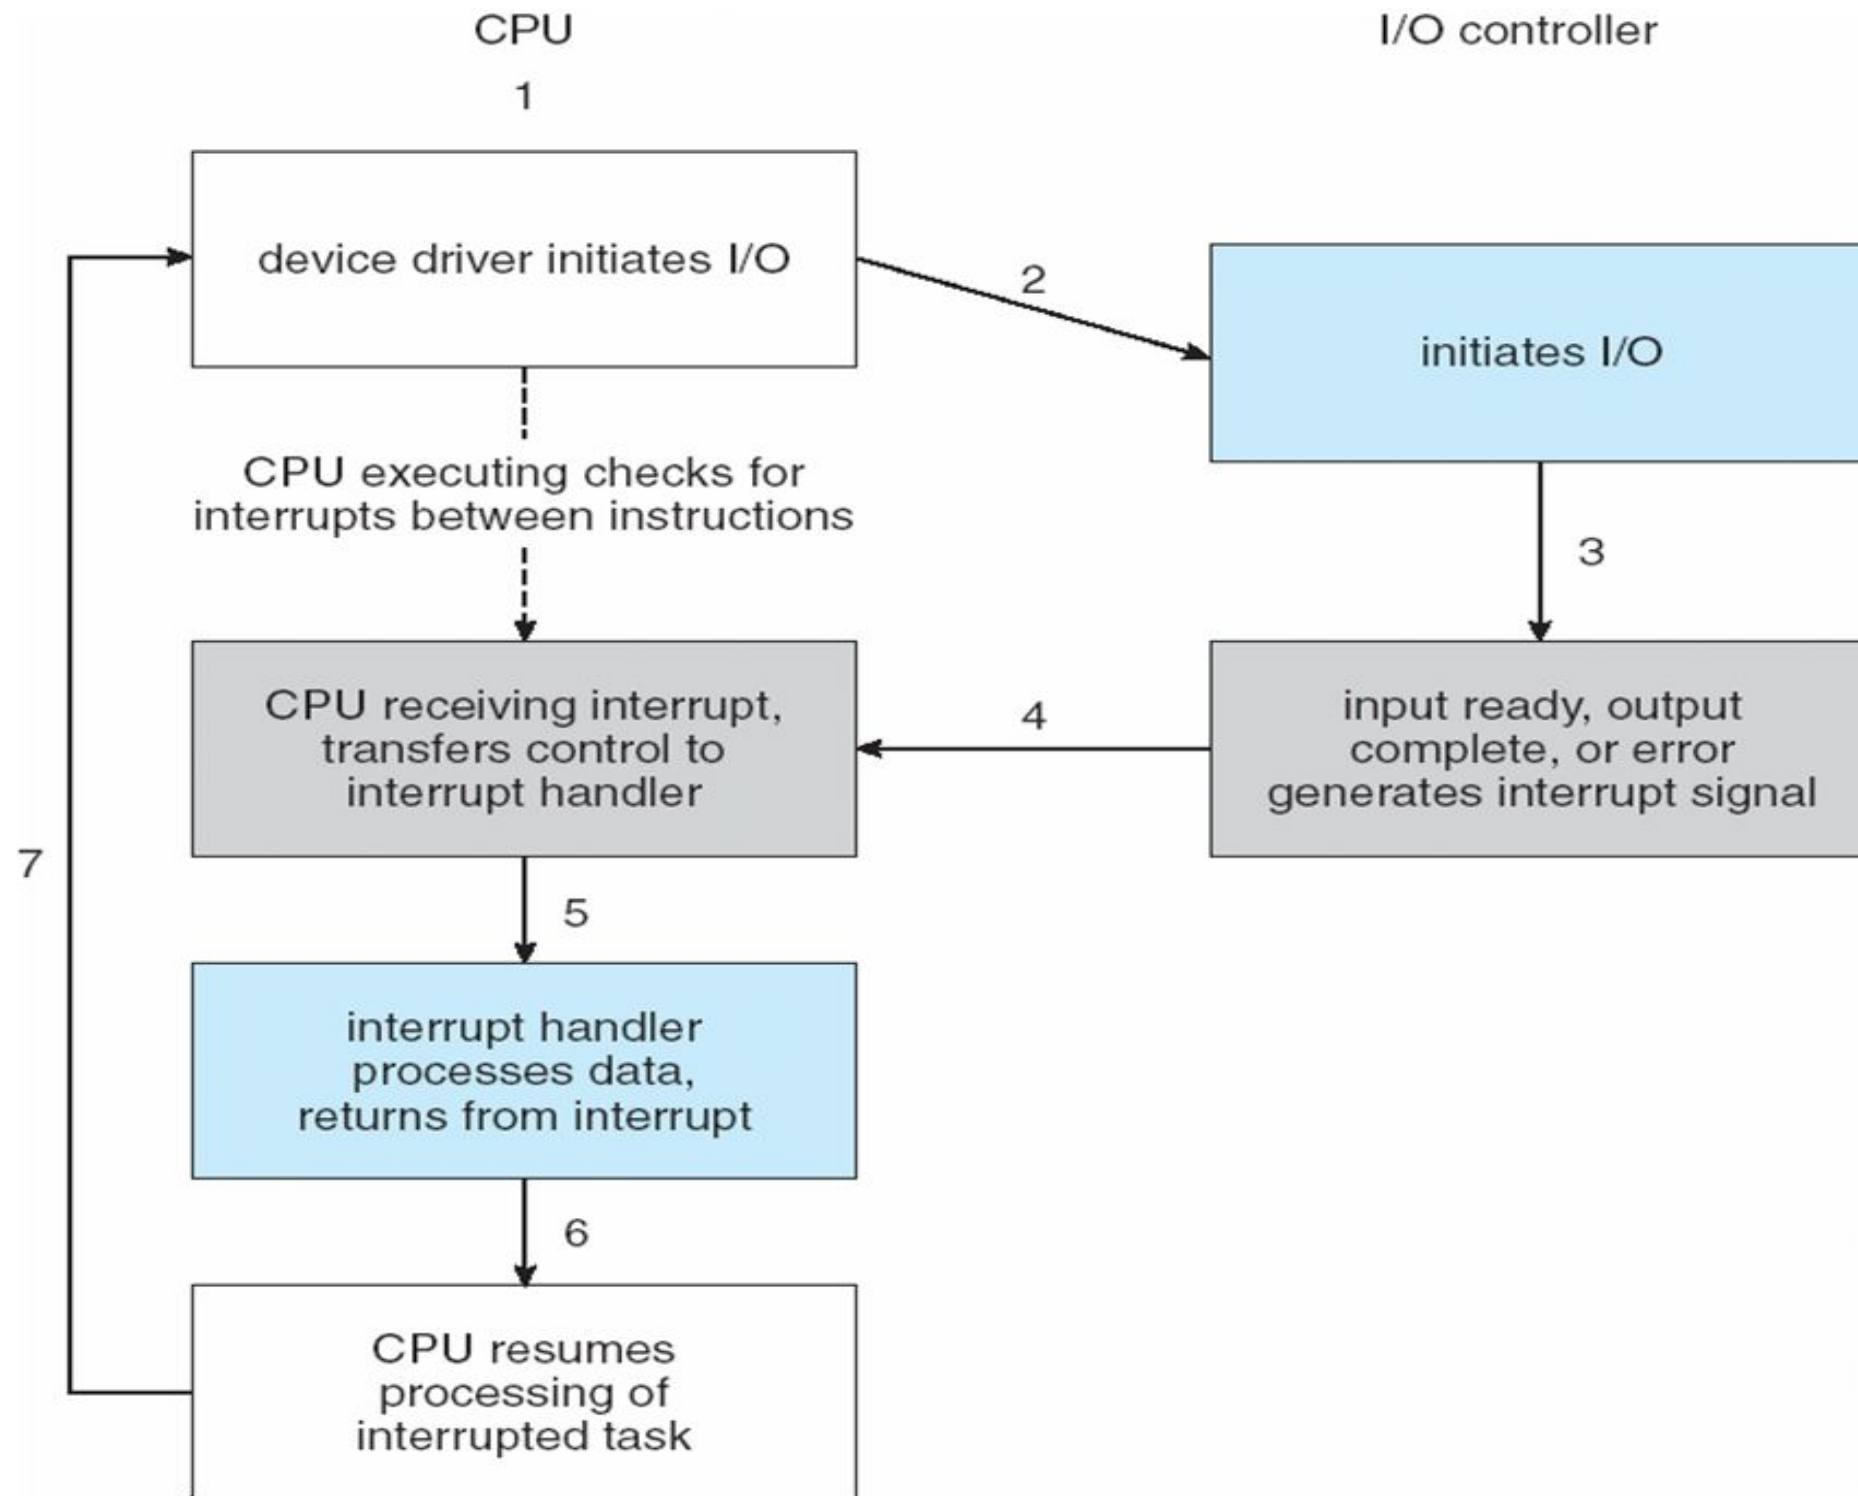 CPU
I/O controller
1
device driver initiates I/O
2
initiates I/O
CPU executing checks for
interrupts between instructions
3
CPU receiving interrupt,
transfers control to
interrupt handler
4
input ready, output
complete, or error
generates interrupt signal
7
5
interrupt handler
processes data,
returns from interrupt
6
CPU resumes
processing of
interrupted task